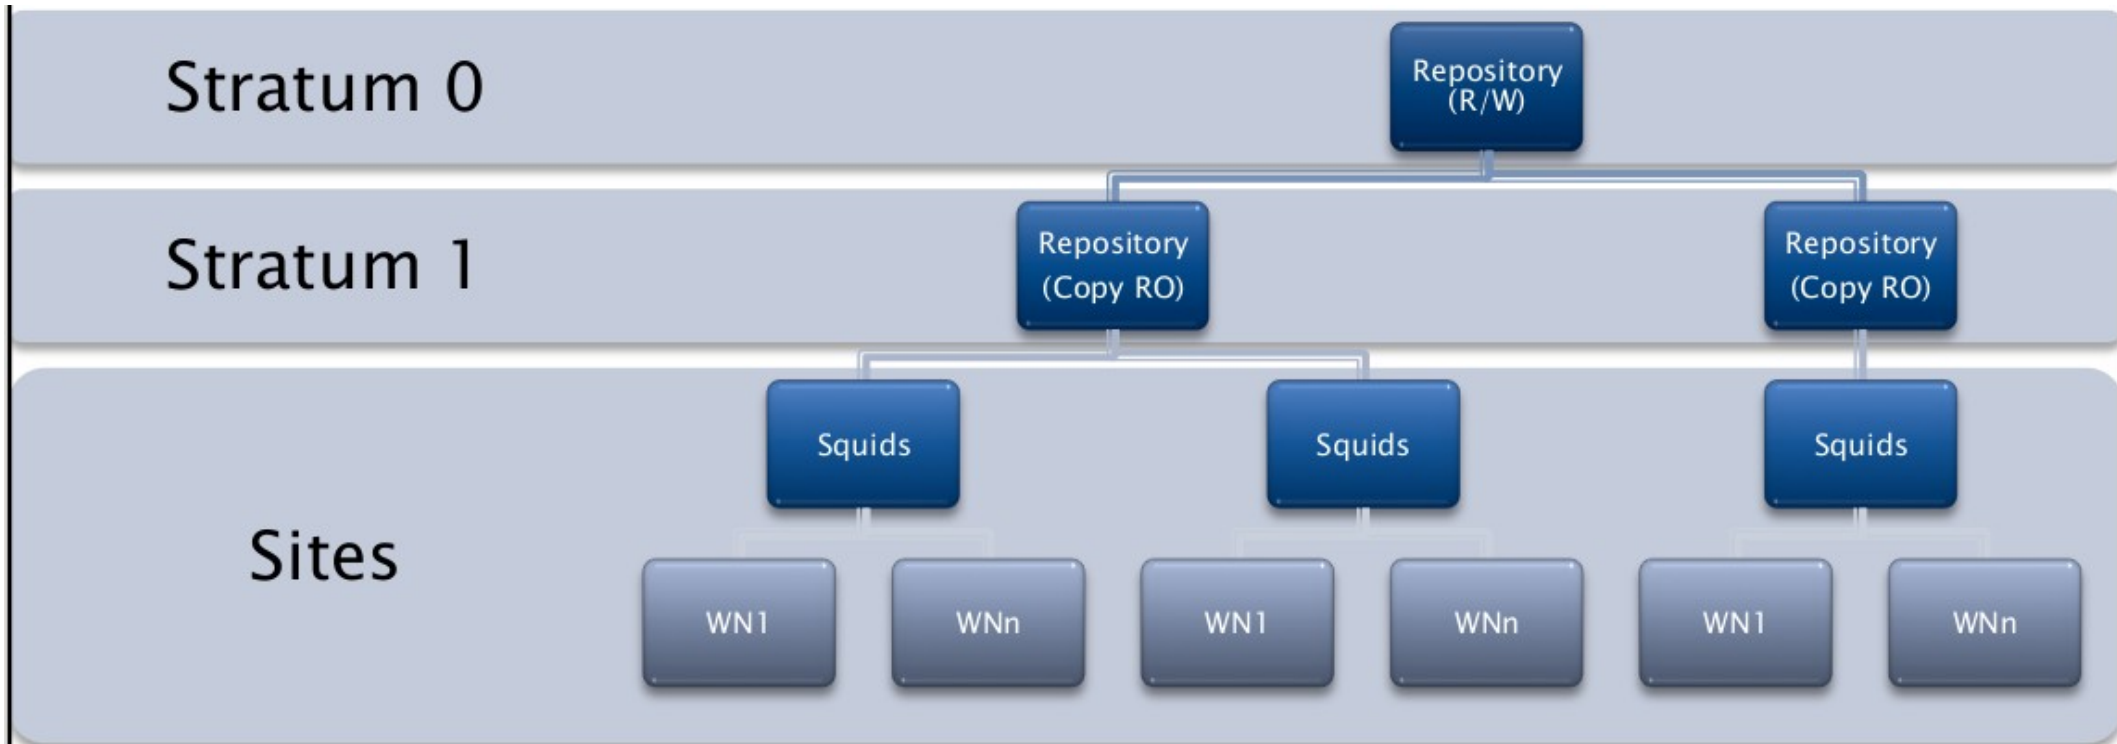 Stratum 0
Repository
(R/W)
Stratum 1
Repository
(Copy RO)
Repository
(Copy RO)
Sites
Squids
Squids
Squids
WN1
WNn
WN1
WNn
WN1
WNn